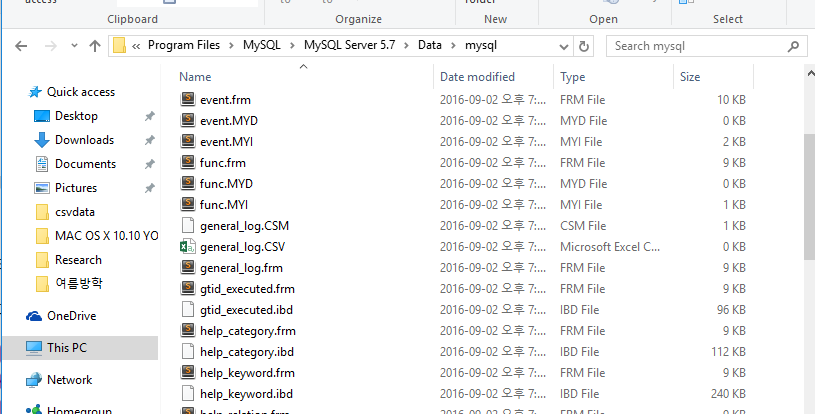 access
to
to
New
Open
Select
Clipboard
Organize
Program Files
MySQL
MySQL Server 5.7
Data
mysql
Search mysql
Name
Date modified
Type
Size
Quick access
Desktop
Downloads
Documents
Pictures
csvdata
MAC OS X 10.10 YO
Research
여름방학
OneDrive
This PC
Network
Homegroup
event.frm 2016-09-02 오후 7:... FRM File 10 KB
event.MYD 2016-09-02 오후 7:... MYD File 0 KB
event.MYI 2016-09-02 오후 7:... MYI File 2 KB
func.frm 2016-09-02 오후 7:... FRM File 9 KB
func.MYD 2016-09-02 오후 7:... MYD File 0 KB
func.MYI 2016-09-02 오후 7:... MYI File 1 KB
general_log.CSM 2016-09-02 오후 7:... CSM File 1 KB
general_log.CSV 2016-09-02 오후 7:... Microsoft Excel C... 0 KB
general_log.frm 2016-09-02 오후 7:... FRM File 9 KB
gtid_executed.frm 2016-09-02 오후 7:... FRM File 9 KB
gtid_executed.ibd 2016-09-02 오후 7:... IBD File 96 KB
help_category.frm 2016-09-02 오후 7:... FRM File 9 KB
help_category.ibd 2016-09-02 오후 7:... IBD File 112 KB
help_keyword.frm 2016-09-02 오후 7:... FRM File 9 KB
help_keyword.ibd 2016-09-02 오후 7:... IBD File 240 KB
help_relation.frm